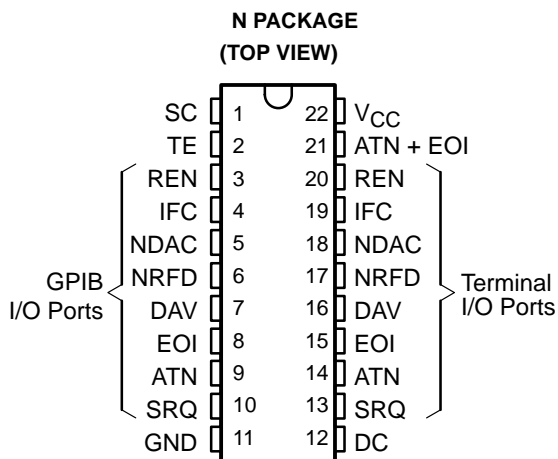 N PACKAGE
(TOP VIEW)
SC 1 22 VCC
TE 2 21 ATN + EOI
REN 3 20 REN
IFC 4 19 IFC
NDAC 5 18 NDAC
NRFD 6 17 NRFD
DAV 7 16 DAV
EOI 8 15 EOI
ATN 9 14 ATN
SRQ 10 13 SRQ
GND 11 12 DC
GPIB
I/O Ports
Terminal
I/O Ports